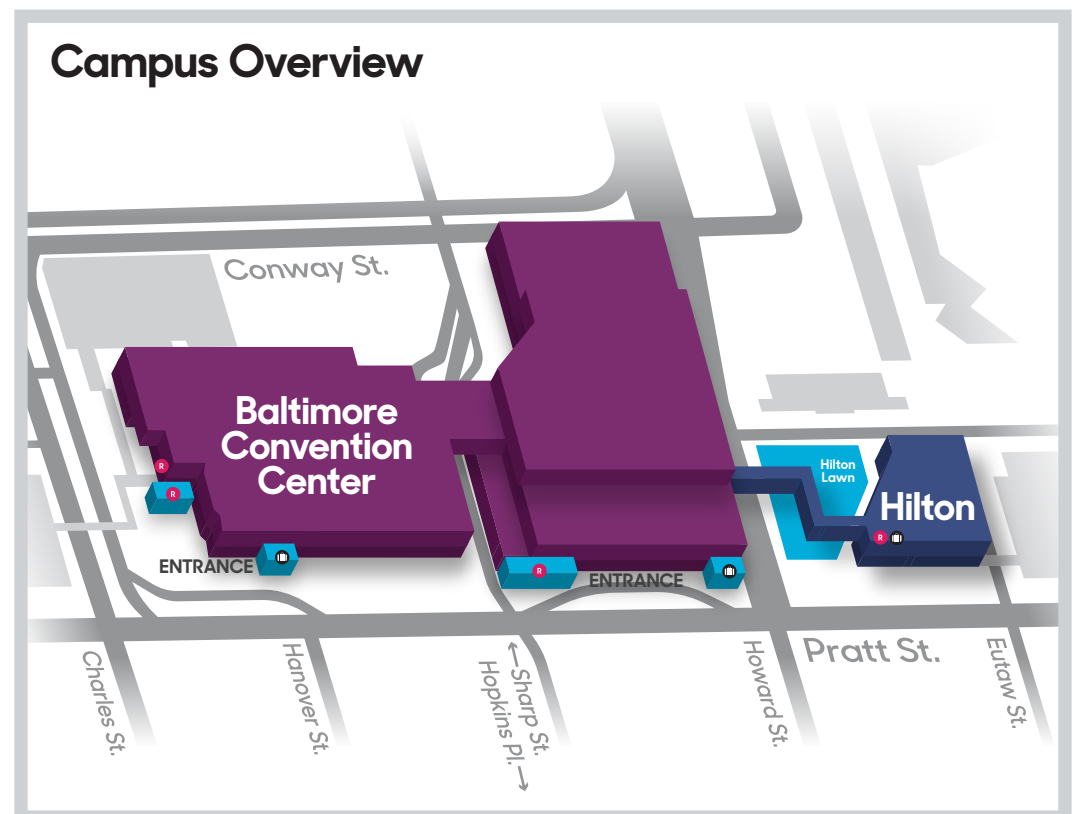 Campus Overview
Conway St.
Baltimore
Convention
Center
Hilton
Lawn
Hilton
R
R
R
R
ENTRANCE
ENTRANCE
Pratt St.
Charles St.
Hanover St.
←Sharp St.
Hopkins Pl.→
Howard St.
Eutaw St.